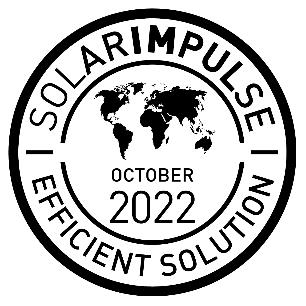 SOLARIMPULSE
OCTOBER
2022
EFFICIENT SOLUTION